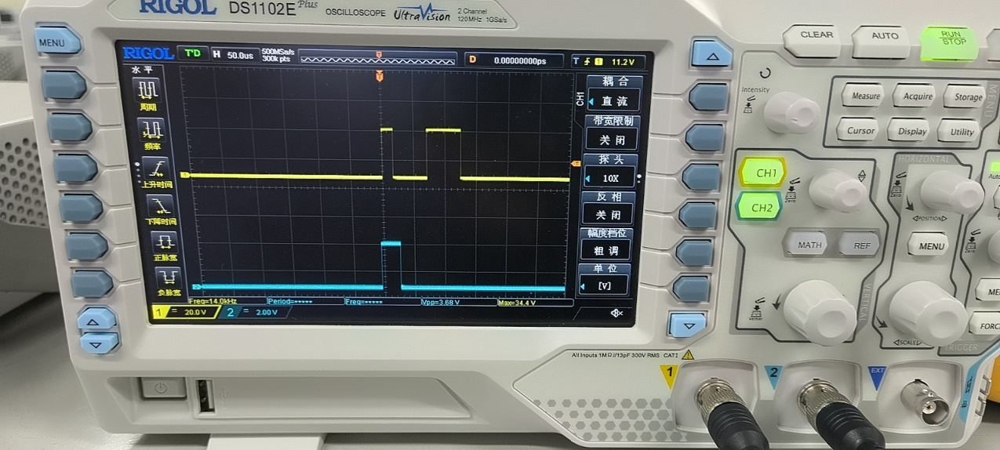 RIGOL DS1102E Plus OSCILLOSCOPE UltraVision 2 Channel
120MHz 1GSa/s
MENU
RIGOL T'D H 50.0us 500MSa/s
300k pts
D 0.00000000ps T 1 11.2 V
水平
周期
频率
上升时间
下降时间
正脉宽
负脉宽
T
CH1
耦合
直流
带宽限制
关闭
探头
10X
反相
关闭
幅度档位
粗调
单位
[V]
Freq=14.0kHz Period=***** Freq=***** Vpp=3.68 V Max=34.4 V
1 = 20.0 V 2 = 2.00 V
CLEAR AUTO RUN
STOP
Intensity
Measure Acquire Storage
Cursor Display Utility
MENU
CH1
CH2
Zero
MATH REF
Vernier
VERTICAL
HORIZONTAL
Zero
POSITION
MENU
SCALE
Zero
TRIGGER
All Inputs 1MΩ//13pF 300V RMS CAT I
1
2
EXT